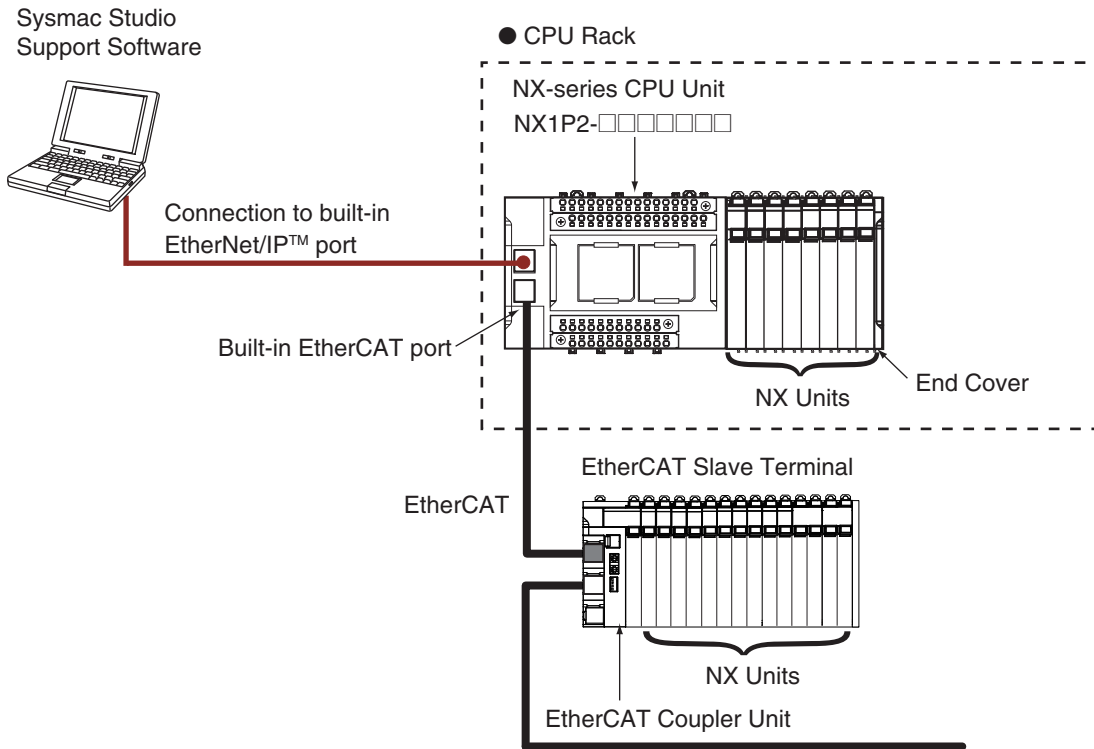 Sysmac Studio
Support Software
● CPU Rack
NX-series CPU Unit
NX1P2-□□□□□□□
Connection to built-in
EtherNet/IP™ port
Built-in EtherCAT port
End Cover
NX Units
EtherCAT Slave Terminal
EtherCAT
NX Units
EtherCAT Coupler Unit